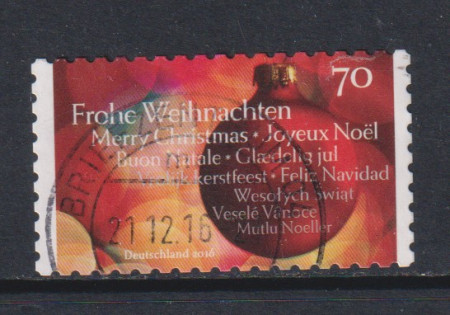 70
Frohe Weihnachten
Merry Christmas • Joyeux Noël
Buon Natale • Glædelig jul
kerstfeest • Feliz Navidad
Wesołych Świąt
Veselé Vánoce
Mutlu Noeller
21.12.16
Deutschland 2016